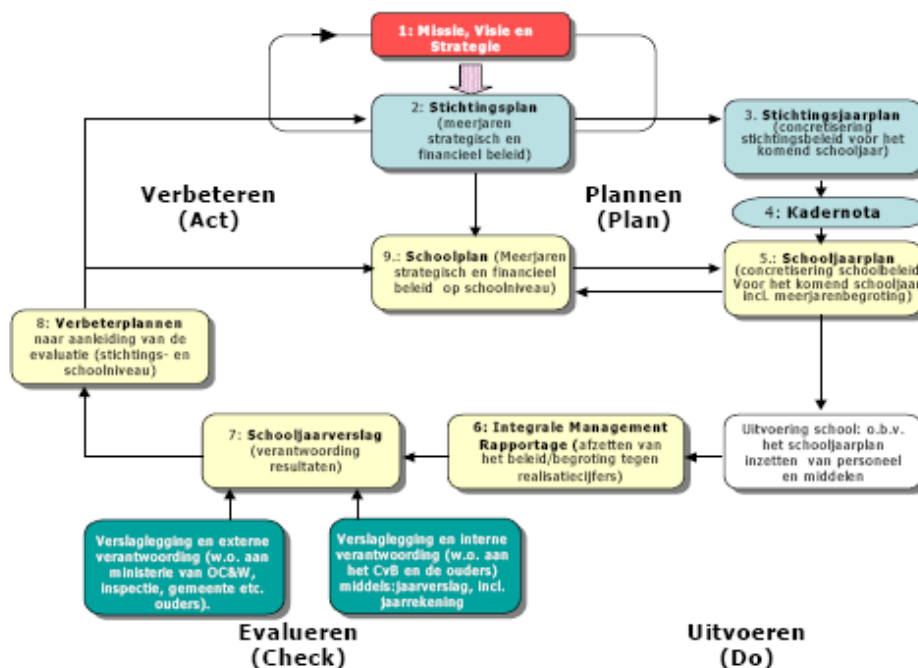 1: Missie, Visie en
Strategie
2: Stichtingsplan
(meerjaren
strategisch en
financieel beleid)
3. Stichtingsjaarplan
(concretisering
stichtingsbeleid voor het
komend schooljaar)
Verbeteren
(Act)
Plannen
(Plan)
4: Kadernota
9.: Schoolplan (Meerjaren
strategisch en financieel
beleid op schoolniveau)
5.: Schooljaarplan
(concretisering schoolbeleid
Voor het komend schooljaar
incl. meerjarenbegroting)
8: Verbeterplannen
naar aanleiding van de
evaluatie (stichtings- en
schoolniveau)
7: Schooljaarverslag
(verantwoording
resultaten)
6: Integrale Management
Rapportage (afzetten van
het beleid/begroting tegen
realisatiecijfers)
Uitvoering school: o.b.v.
het schooljaarplan
inzetten van personeel
en middelen
Verslaglegging en externe
verantwoording (w.o. aan
ministerie van OC&W,
inspectie, gemeente etc.
ouders).
Verslaglegging en interne
verantwoording (w.o. aan
het CvB en de ouders)
middels:jaarverslag, incl.
jaarrekening
Evalueren
(Check)
Uitvoeren
(Do)